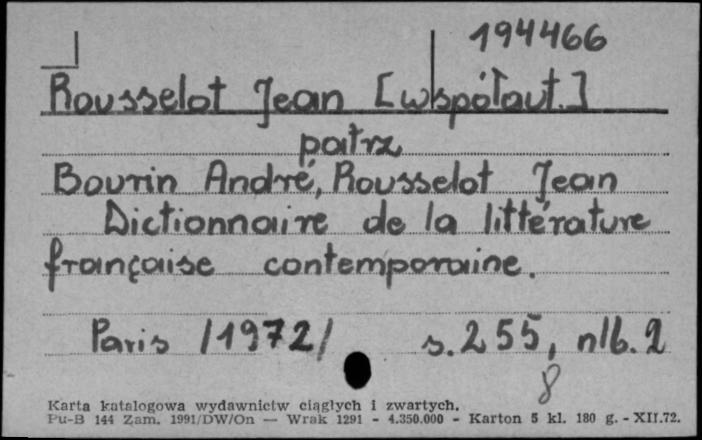 194466
Rousselot Jean [współaut.]
patrz
Bourin André, Rousselot Jean
Dictionnaire de la littérature
française contemporaine.
Paris /1972/ s. 255, nlb. 2
8
Karta katalogowa wydawnictw ciągłych i zwartych.
Pu-B 144 Zam. 1991/DW/On — Wrak 1291 - 4.350.000 - Karton 5 kl. 180 g. - XII.72.